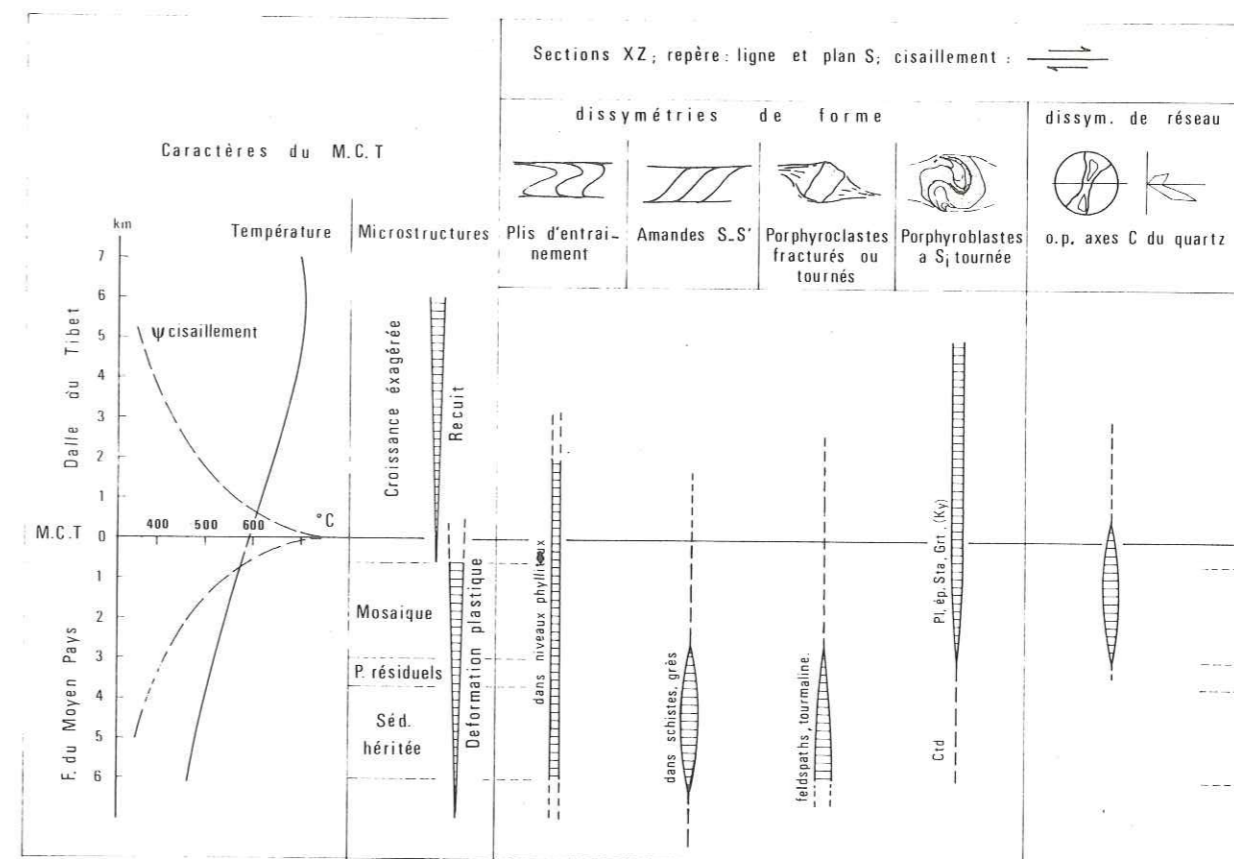 Sections XZ; repère: ligne et plan S; cisaillement :
dissymétries de forme
dissym. de réseau
Caractères du M.C.T
km
Température
Microstructures
Plis d'entrai-
nement
Amandes S-S'
Porphyroclastes
fracturés ou
tournés
Porphyroblastes
a Si tournée
o.p. axes C du quartz
7
6
5
4
3
2
1
M.C.T 0
1
2
3
4
5
6
Dalle du Tibet
F. du Moyen Pays
ψ cisaillement
400 500 600 °C
Croissance éxagérée
Recuit
Mosaique
P. résiduels
Séd.
héritée
Deformation plastique
dans niveaux phylliteux
dans schistes, grès
feldspaths, tourmaline.
Pl, ép. Sta, Grt. (Ky)
Ctd